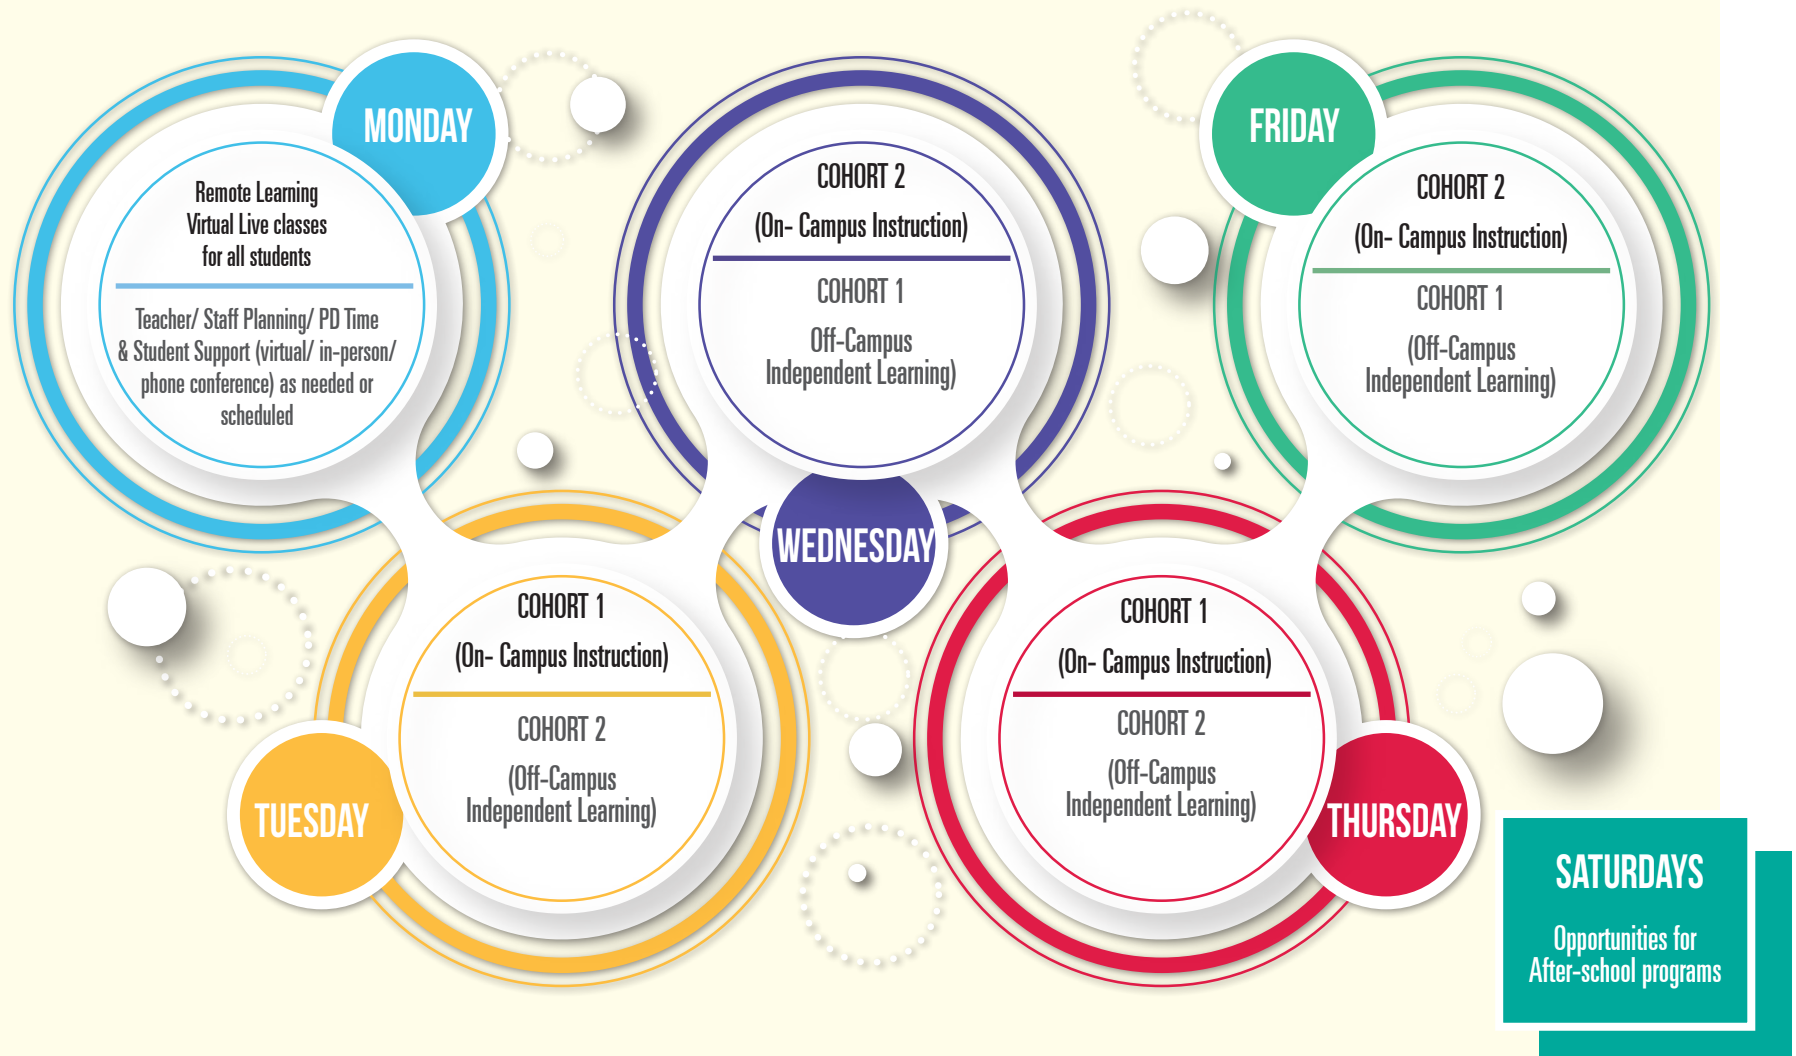 MONDAY
Remote Learning
Virtual Live classes
for all students
Teacher/ Staff Planning/ PD Time
& Student Support (virtual/ in-person/
phone conference) as needed or
scheduled
TUESDAY
COHORT 1
(On- Campus Instruction)
COHORT 2
(Off-Campus
Independent Learning)
WEDNESDAY
COHORT 2
(On- Campus Instruction)
COHORT 1
Off-Campus
Independent Learning)
THURSDAY
COHORT 1
(On- Campus Instruction)
COHORT 2
(Off-Campus
Independent Learning)
FRIDAY
COHORT 2
(On- Campus Instruction)
COHORT 1
(Off-Campus
Independent Learning)
SATURDAYS
Opportunities for
After-school programs